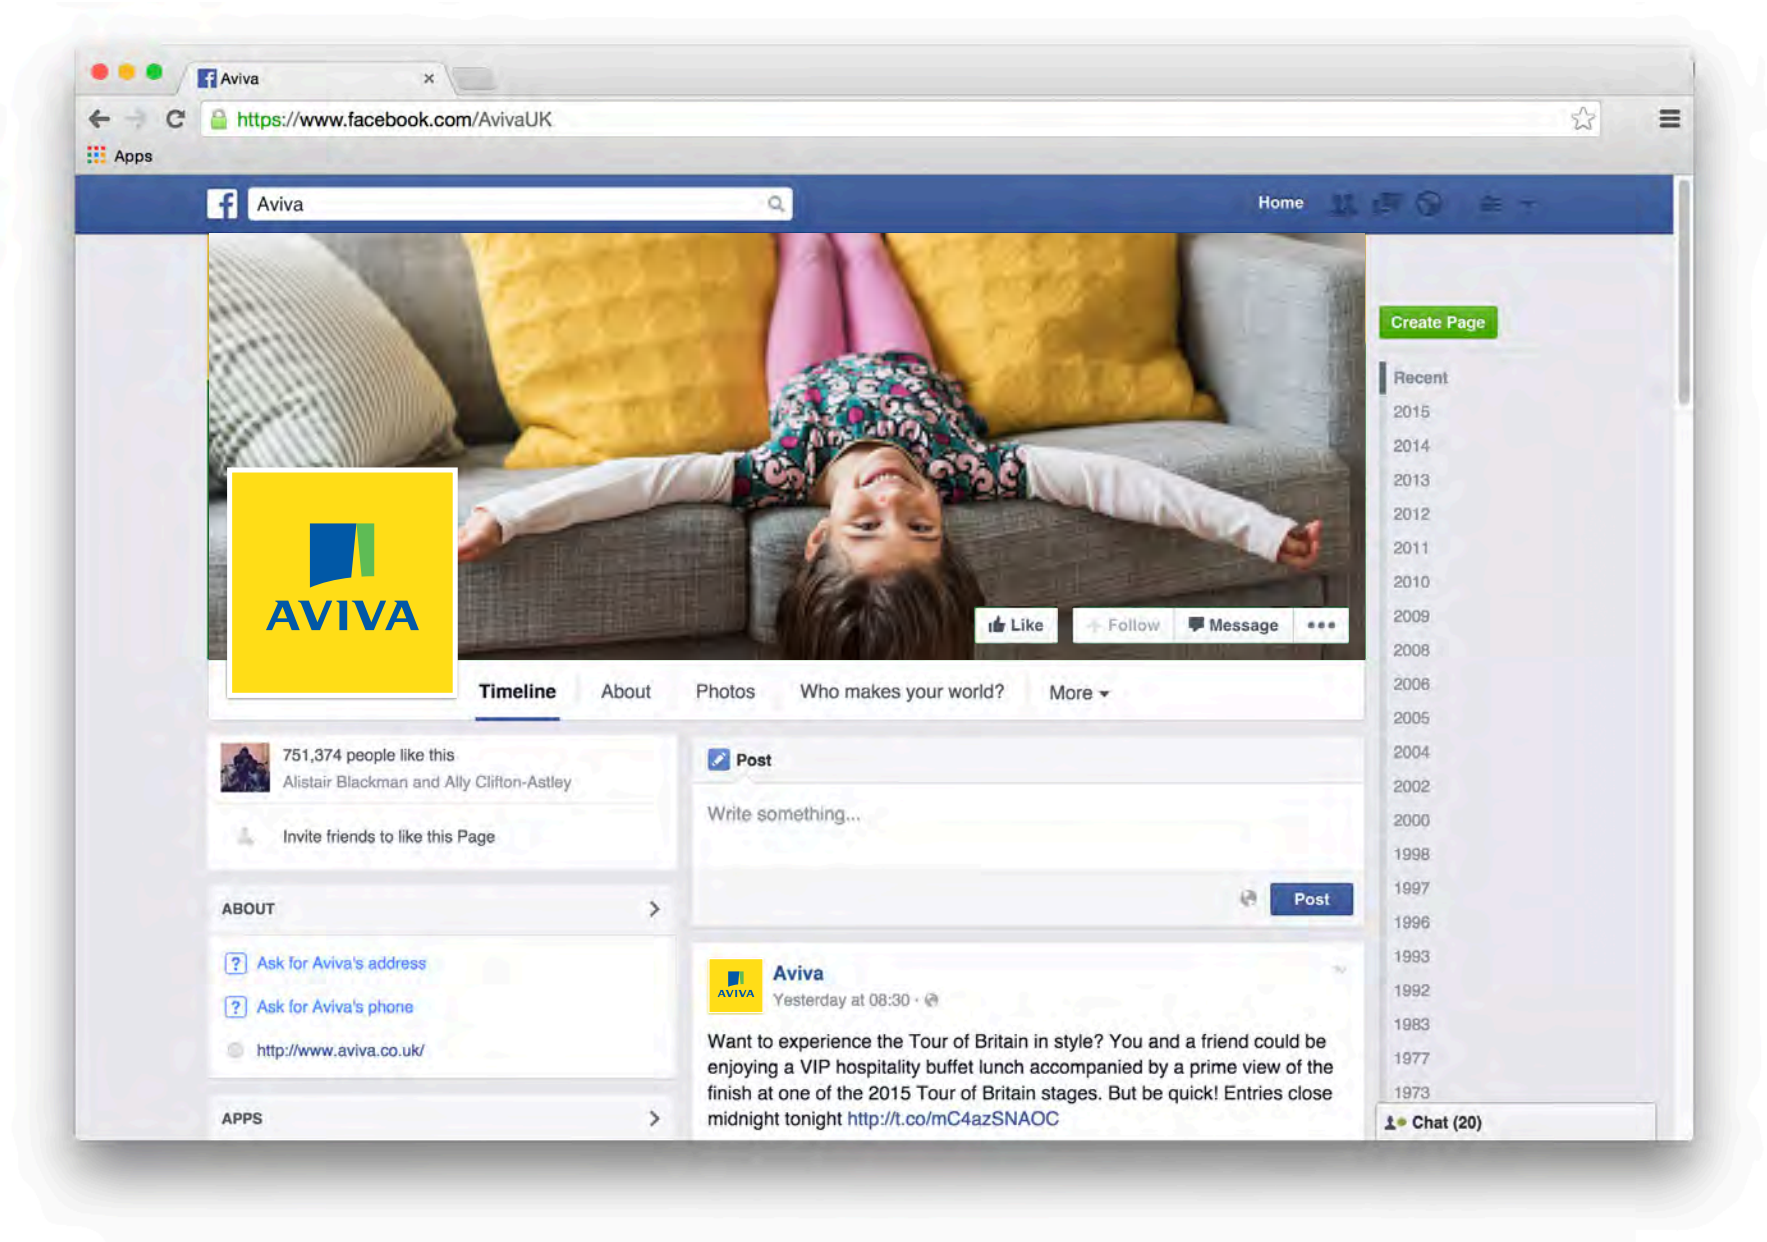 Aviva
https://www.facebook.com/AvivaUK
Apps
Aviva
Home
Create Page
Recent
2015
2014
2013
2012
2011
2010
2009
2008
2006
2005
2004
2002
2000
1998
1997
1996
1993
1992
1983
1977
1973
AVIVA
Like
Follow
Message
Timeline
About
Photos
Who makes your world?
More
751,374 people like this
Alistair Blackman and Ally Clifton-Astley
Invite friends to like this Page
ABOUT
? Ask for Aviva's address
? Ask for Aviva's phone
http://www.aviva.co.uk/
APPS
Post
Write something...
Post
AVIVA
Aviva
Yesterday at 08:30 ·
Want to experience the Tour of Britain in style? You and a friend could be
enjoying a VIP hospitality buffet lunch accompanied by a prime view of the
finish at one of the 2015 Tour of Britain stages. But be quick! Entries close
midnight tonight http://t.co/mC4azSNAOC
Chat (20)